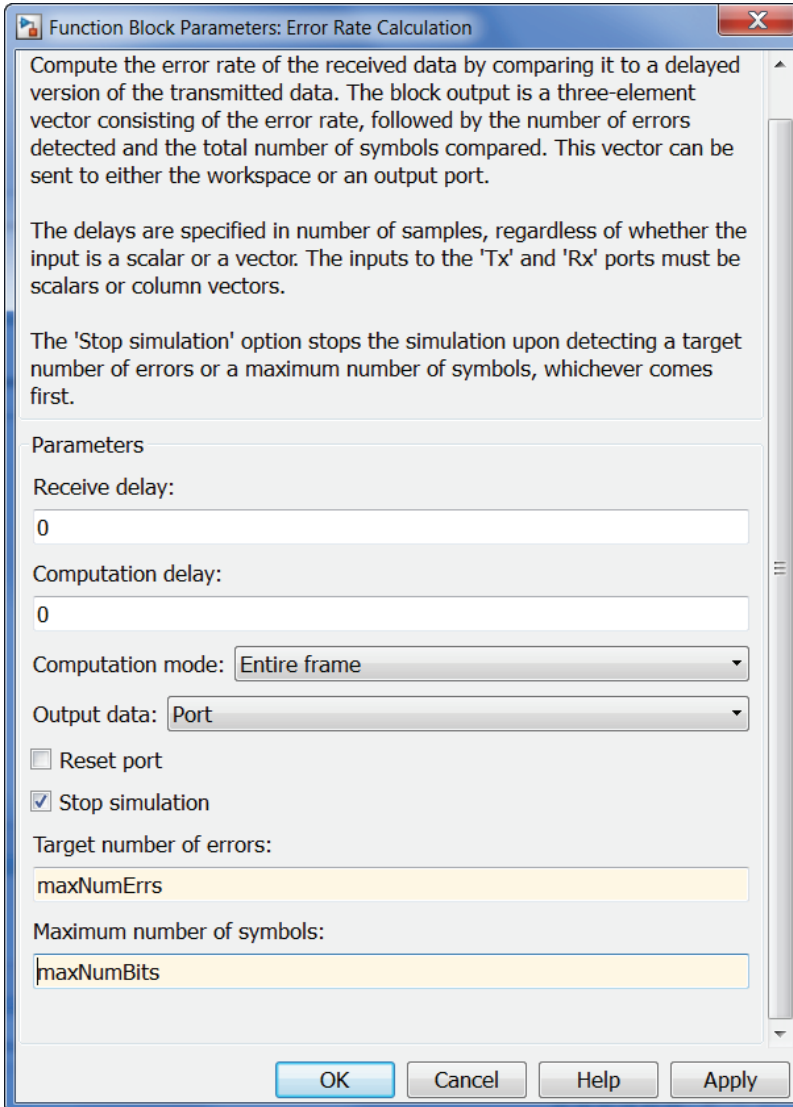 Function Block Parameters: Error Rate Calculation
X
Compute the error rate of the received data by comparing it to a delayed
version of the transmitted data. The block output is a three-element
vector consisting of the error rate, followed by the number of errors
detected and the total number of symbols compared. This vector can be
sent to either the workspace or an output port.
The delays are specified in number of samples, regardless of whether the
input is a scalar or a vector. The inputs to the 'Tx' and 'Rx' ports must be
scalars or column vectors.
The 'Stop simulation' option stops the simulation upon detecting a target
number of errors or a maximum number of symbols, whichever comes
first.
Parameters
Receive delay:
0
Computation delay:
0
Computation mode: Entire frame
Output data: Port
Reset port
Stop simulation
Target number of errors:
maxNumErrs
Maximum number of symbols:
maxNumBits
OK Cancel Help Apply